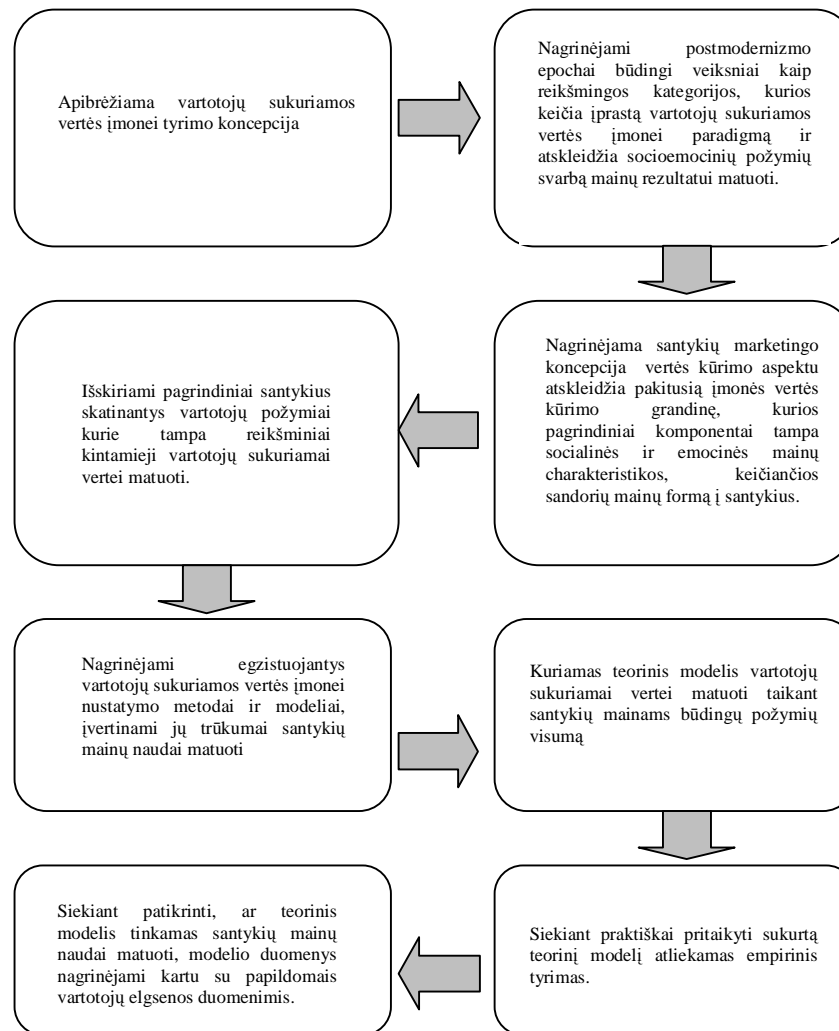 Apibrėžiama vartotojų sukuriamos
vertės įmonei tyrimo koncepcija
Nagrinėjami postmodernizmo
epochai būdingi veiksniai kaip
reikšmingos kategorijos, kurios
keičia įprastą vartotojų sukuriamos
vertės įmonei paradigmą ir
atskleidžia socioemocinių požymių
svarbą mainų rezultatui matuoti.
Nagrinėjama santykių marketingo
koncepcija vertės kūrimo aspektu
atskleidžia pakitusią įmonės vertės
kūrimo grandinę, kurios
pagrindiniai komponentai tampa
socialinės ir emocinės mainų
charakteristikos, keičiančios
sandorių mainų formą į santykius.
Išskiriami pagrindiniai santykius
skatinantys vartotojų požymiai
kurie tampa reikšminiai
kintamieji vartotojų sukuriamai
vertei matuoti.
Nagrinėjami egzistuojantys
vartotojų sukuriamos vertės įmonei
nustatymo metodai ir modeliai,
įvertinami jų trūkumai santykių
mainų naudai matuoti
Kuriamas teorinis modelis vartotojų
sukuriamai vertei matuoti taikant
santykių mainams būdingų požymių
visumą
Siekiant praktiškai pritaikyti sukurtą
teorinį modelį atliekamas empirinis
tyrimas.
Siekiant patikrinti, ar teorinis
modelis tinkamas santykių mainų
naudai matuoti, modelio duomenys
nagrinėjami kartu su papildomais
vartotojų elgsenos duomenimis.